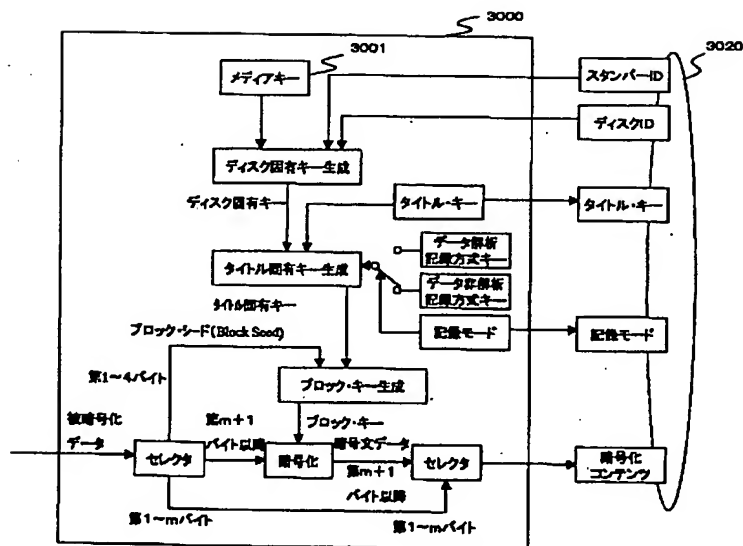 3000
3001
3020
メディアキー
スタンパーID
ディスクID
ディスク固有キー生成
ディスク固有キー
タイトル・キー
タイトル・キー
データ解析
記録方式キー
タイトル固有キー生成
データ非解析
記録方式キー
タイトル固有キー
ブロック・シード(Block Seed)
記録モード
記録モード
第1～4バイト
ブロック・キー生成
被暗号化
データ
第m+1
バイト以降
ブロック・キー
暗号文データ
セレクタ
暗号化
第m+1
バイト以降
セレクタ
暗号化
コンテンツ
第1～mバイト
第1～mバイト